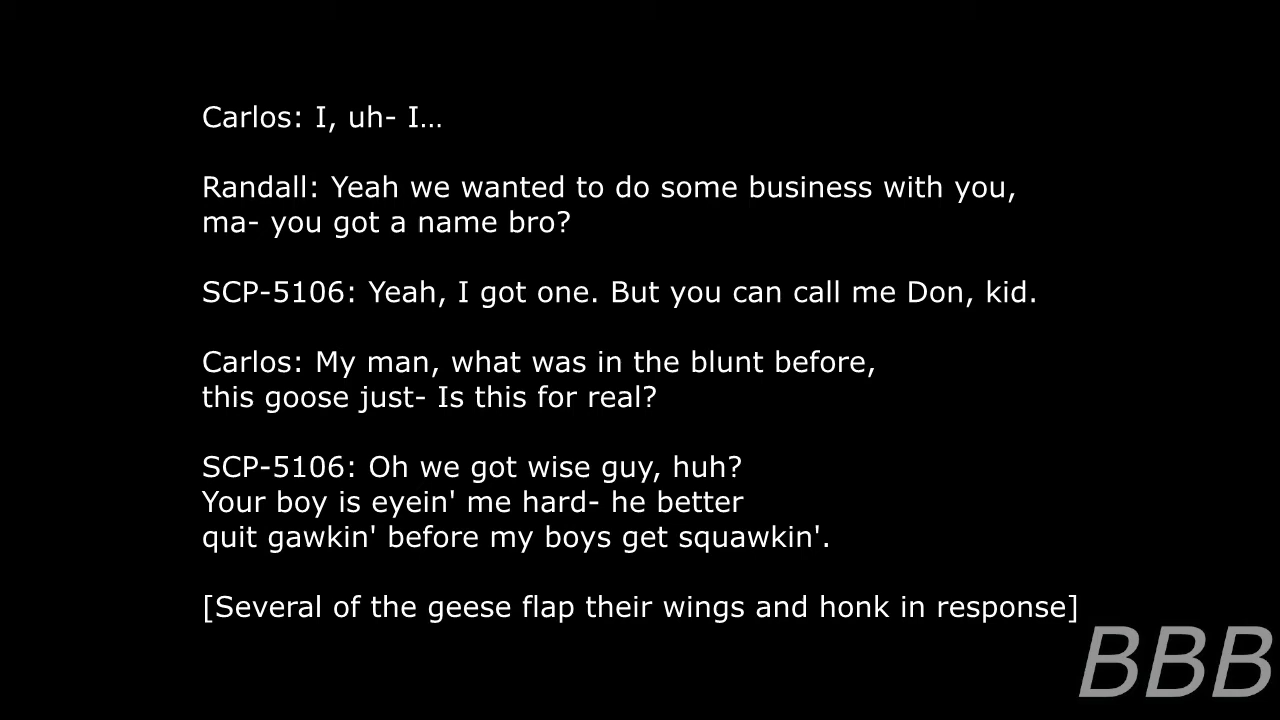 Carlos: I, uh- I...
Randall: Yeah we wanted to do some business with you,
ma- you got a name bro?
SCP-5106: Yeah, I got one. But you can call me Don, kid.
Carlos: My man, what was in the blunt before,
this goose just- Is this for real?
SCP-5106: Oh we got wise guy, huh?
Your boy is eyein' me hard- he better
quit gawkin' before my boys get squawkin'.
[Several of the geese flap their wings and honk in response]
BBB